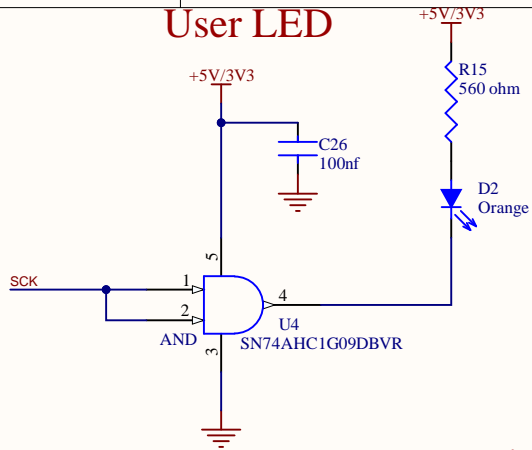 User LED
+5V/3V3
+5V/3V3
R15
560 ohm
C26
100nf
D2
Orange
5
SCK
1
2
4
U4
AND
SN74AHC1G09DBVR
3